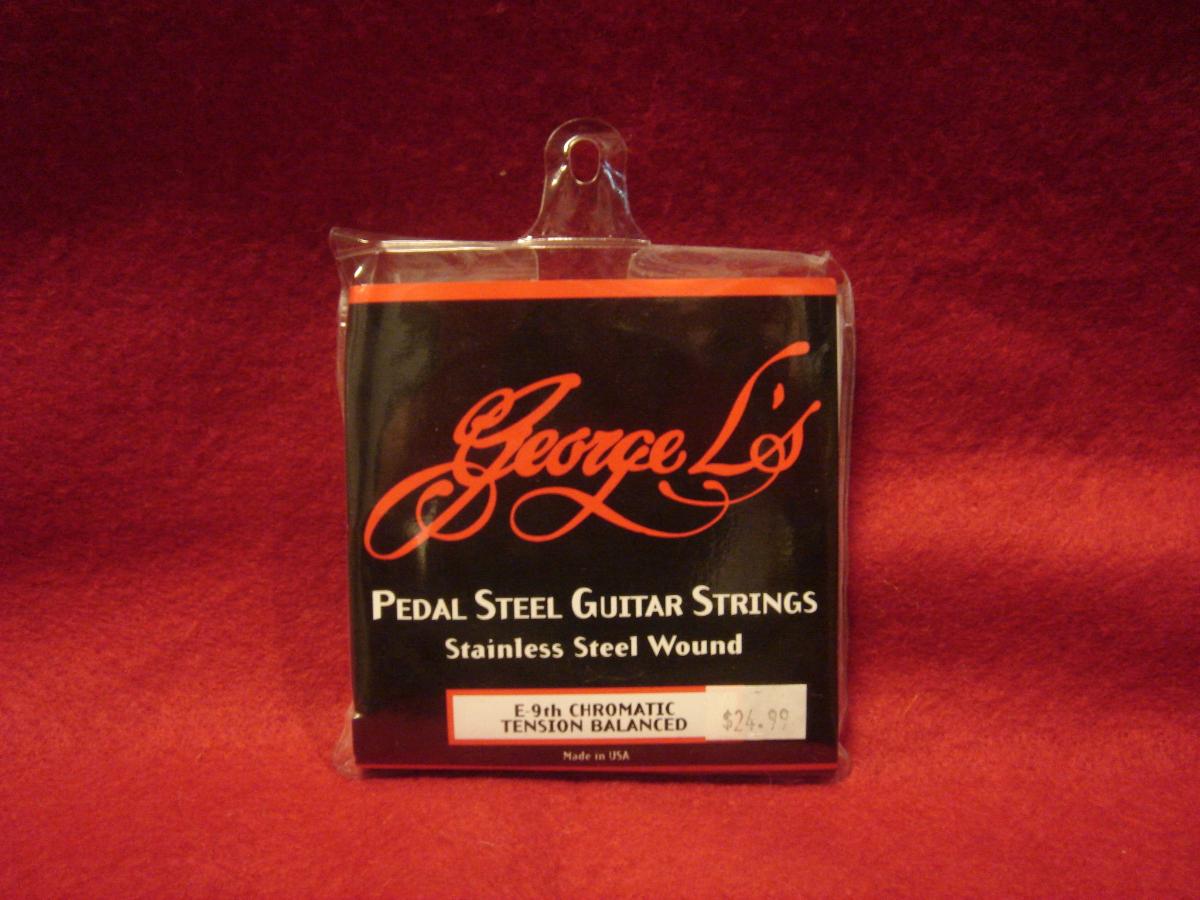 George L's
PEDAL STEEL GUITAR STRINGS
Stainless Steel Wound
E-9th CHROMATIC
TENSION BALANCED
$24.99
Made in USA